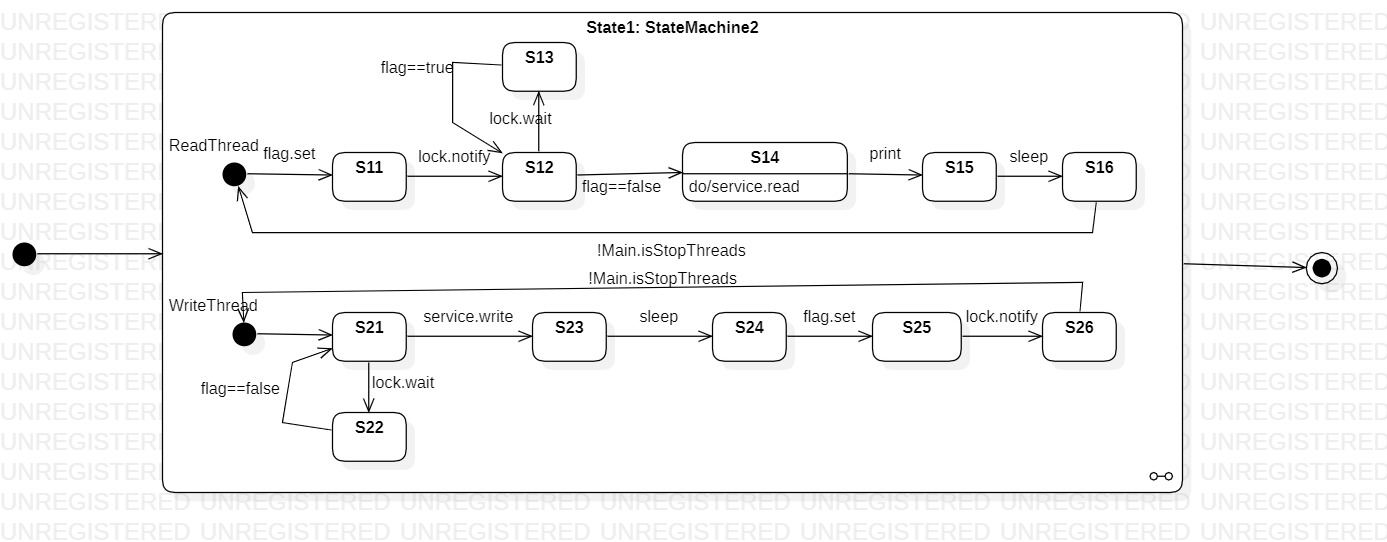 UNREGISTERED UNREGISTERED UNREGISTERED UNREGISTERED UNREGISTERED UNREGISTERED UNREGISTERED
State1: StateMachine2
S13
flag==true
lock.wait
ReadThread
flag.set
S11
lock.notify
S12
flag==false
S14
do/service.read
print
S15
sleep
S16
!Main.isStopThreads
!Main.isStopThreads
WriteThread
S21
service.write
S23
sleep
S24
flag.set
S25
lock.notify
S26
flag==false
lock.wait
S22